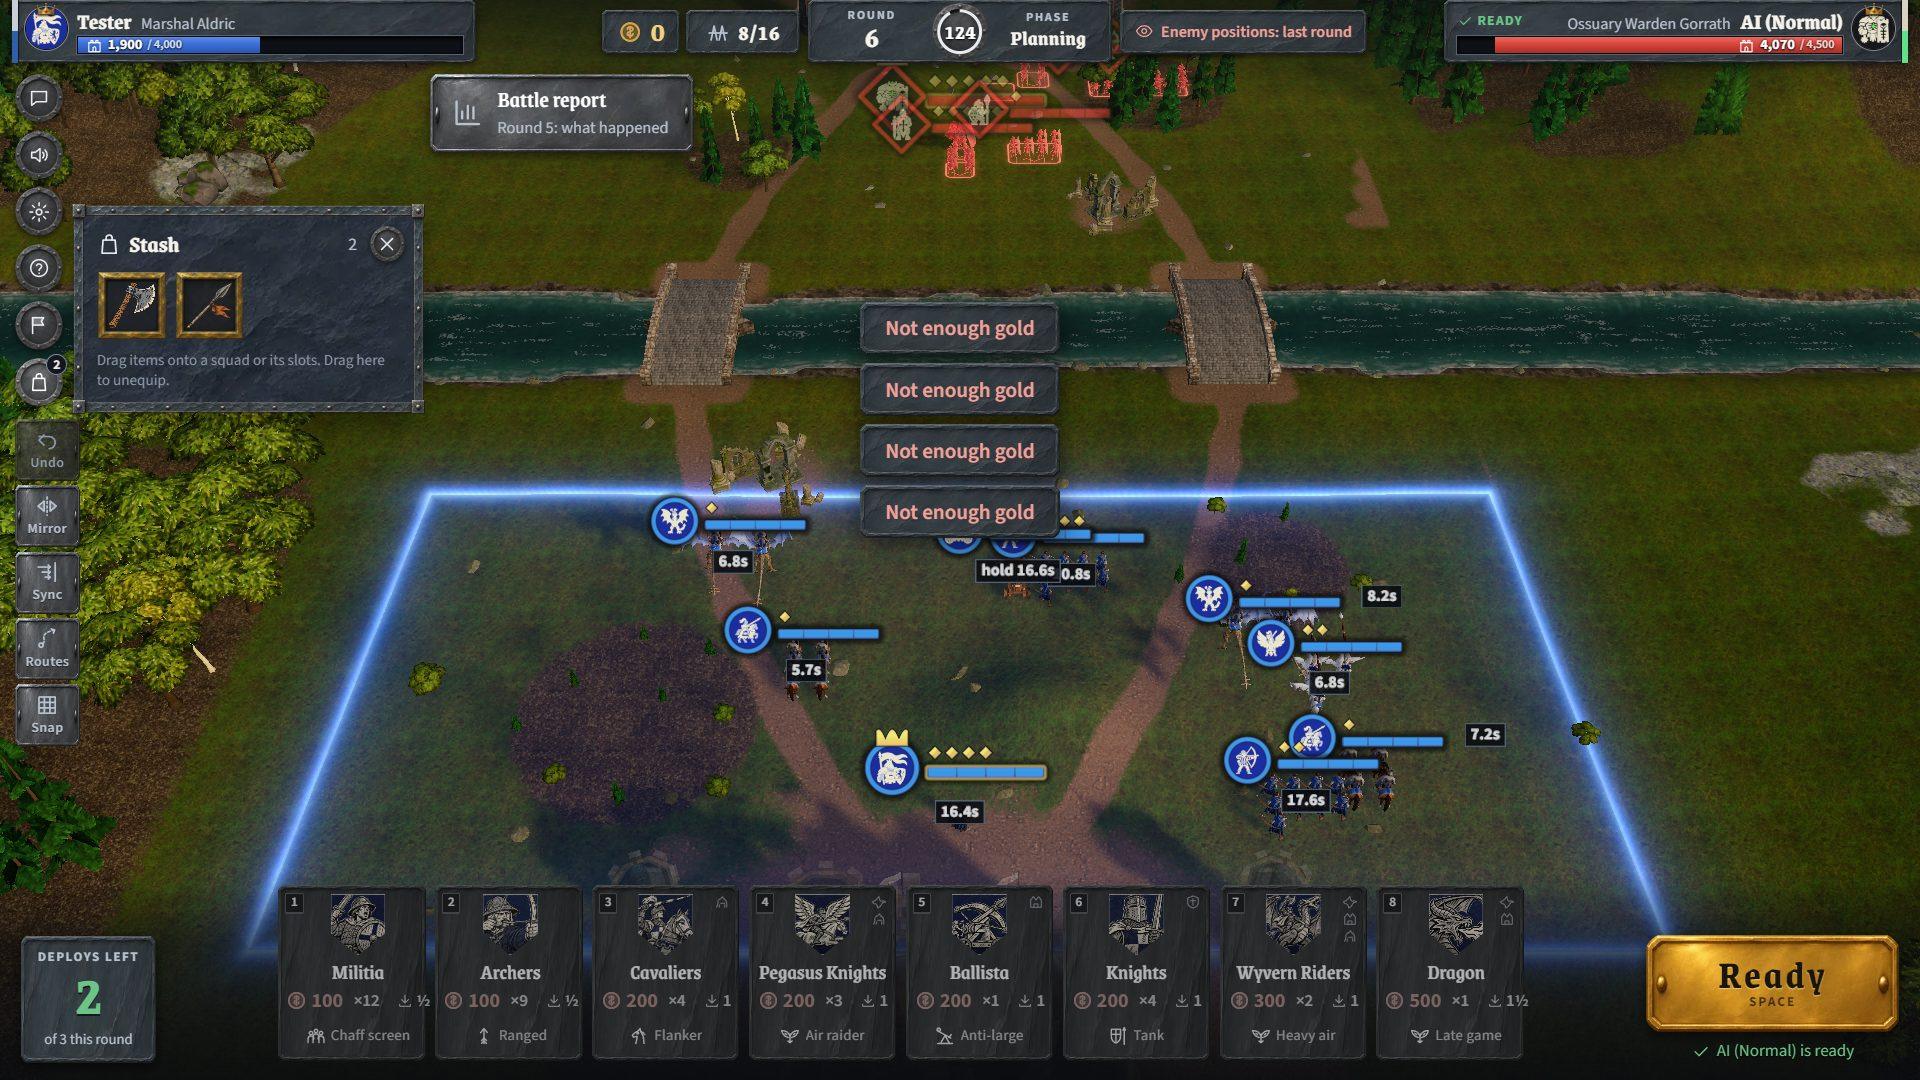 Tester Marshal Aldric
1,900 / 4,000
0
8/16
ROUND
6
124
PHASE
Planning
Enemy positions: last round
READY
Ossuary Warden Gorrath AI (Normal)
4,070 / 4,500
Battle report
Round 5: what happened
Stash
2
Drag items onto a squad or its slots. Drag here
to unequip.
2
Undo
Mirror
Sync
Routes
Snap
Not enough gold
Not enough gold
Not enough gold
Not enough gold
6.8s
hold 16.6s
0.8s
8.2s
5.7s
6.8s
7.2s
16.4s
17.6s
DEPLOYS LEFT
2
of 3 this round
1
Militia
100 ×12 ½
Chaff screen
2
Archers
100 ×9 ½
Ranged
3
Cavaliers
200 ×4 1
Flanker
4
Pegasus Knights
200 ×3 1
Air raider
5
Ballista
200 ×1 1
Anti-large
6
Knights
200 ×4 1
Tank
7
Wyvern Riders
300 ×2 1
Heavy air
8
Dragon
500 ×1 1½
Late game
Ready
SPACE
AI (Normal) is ready